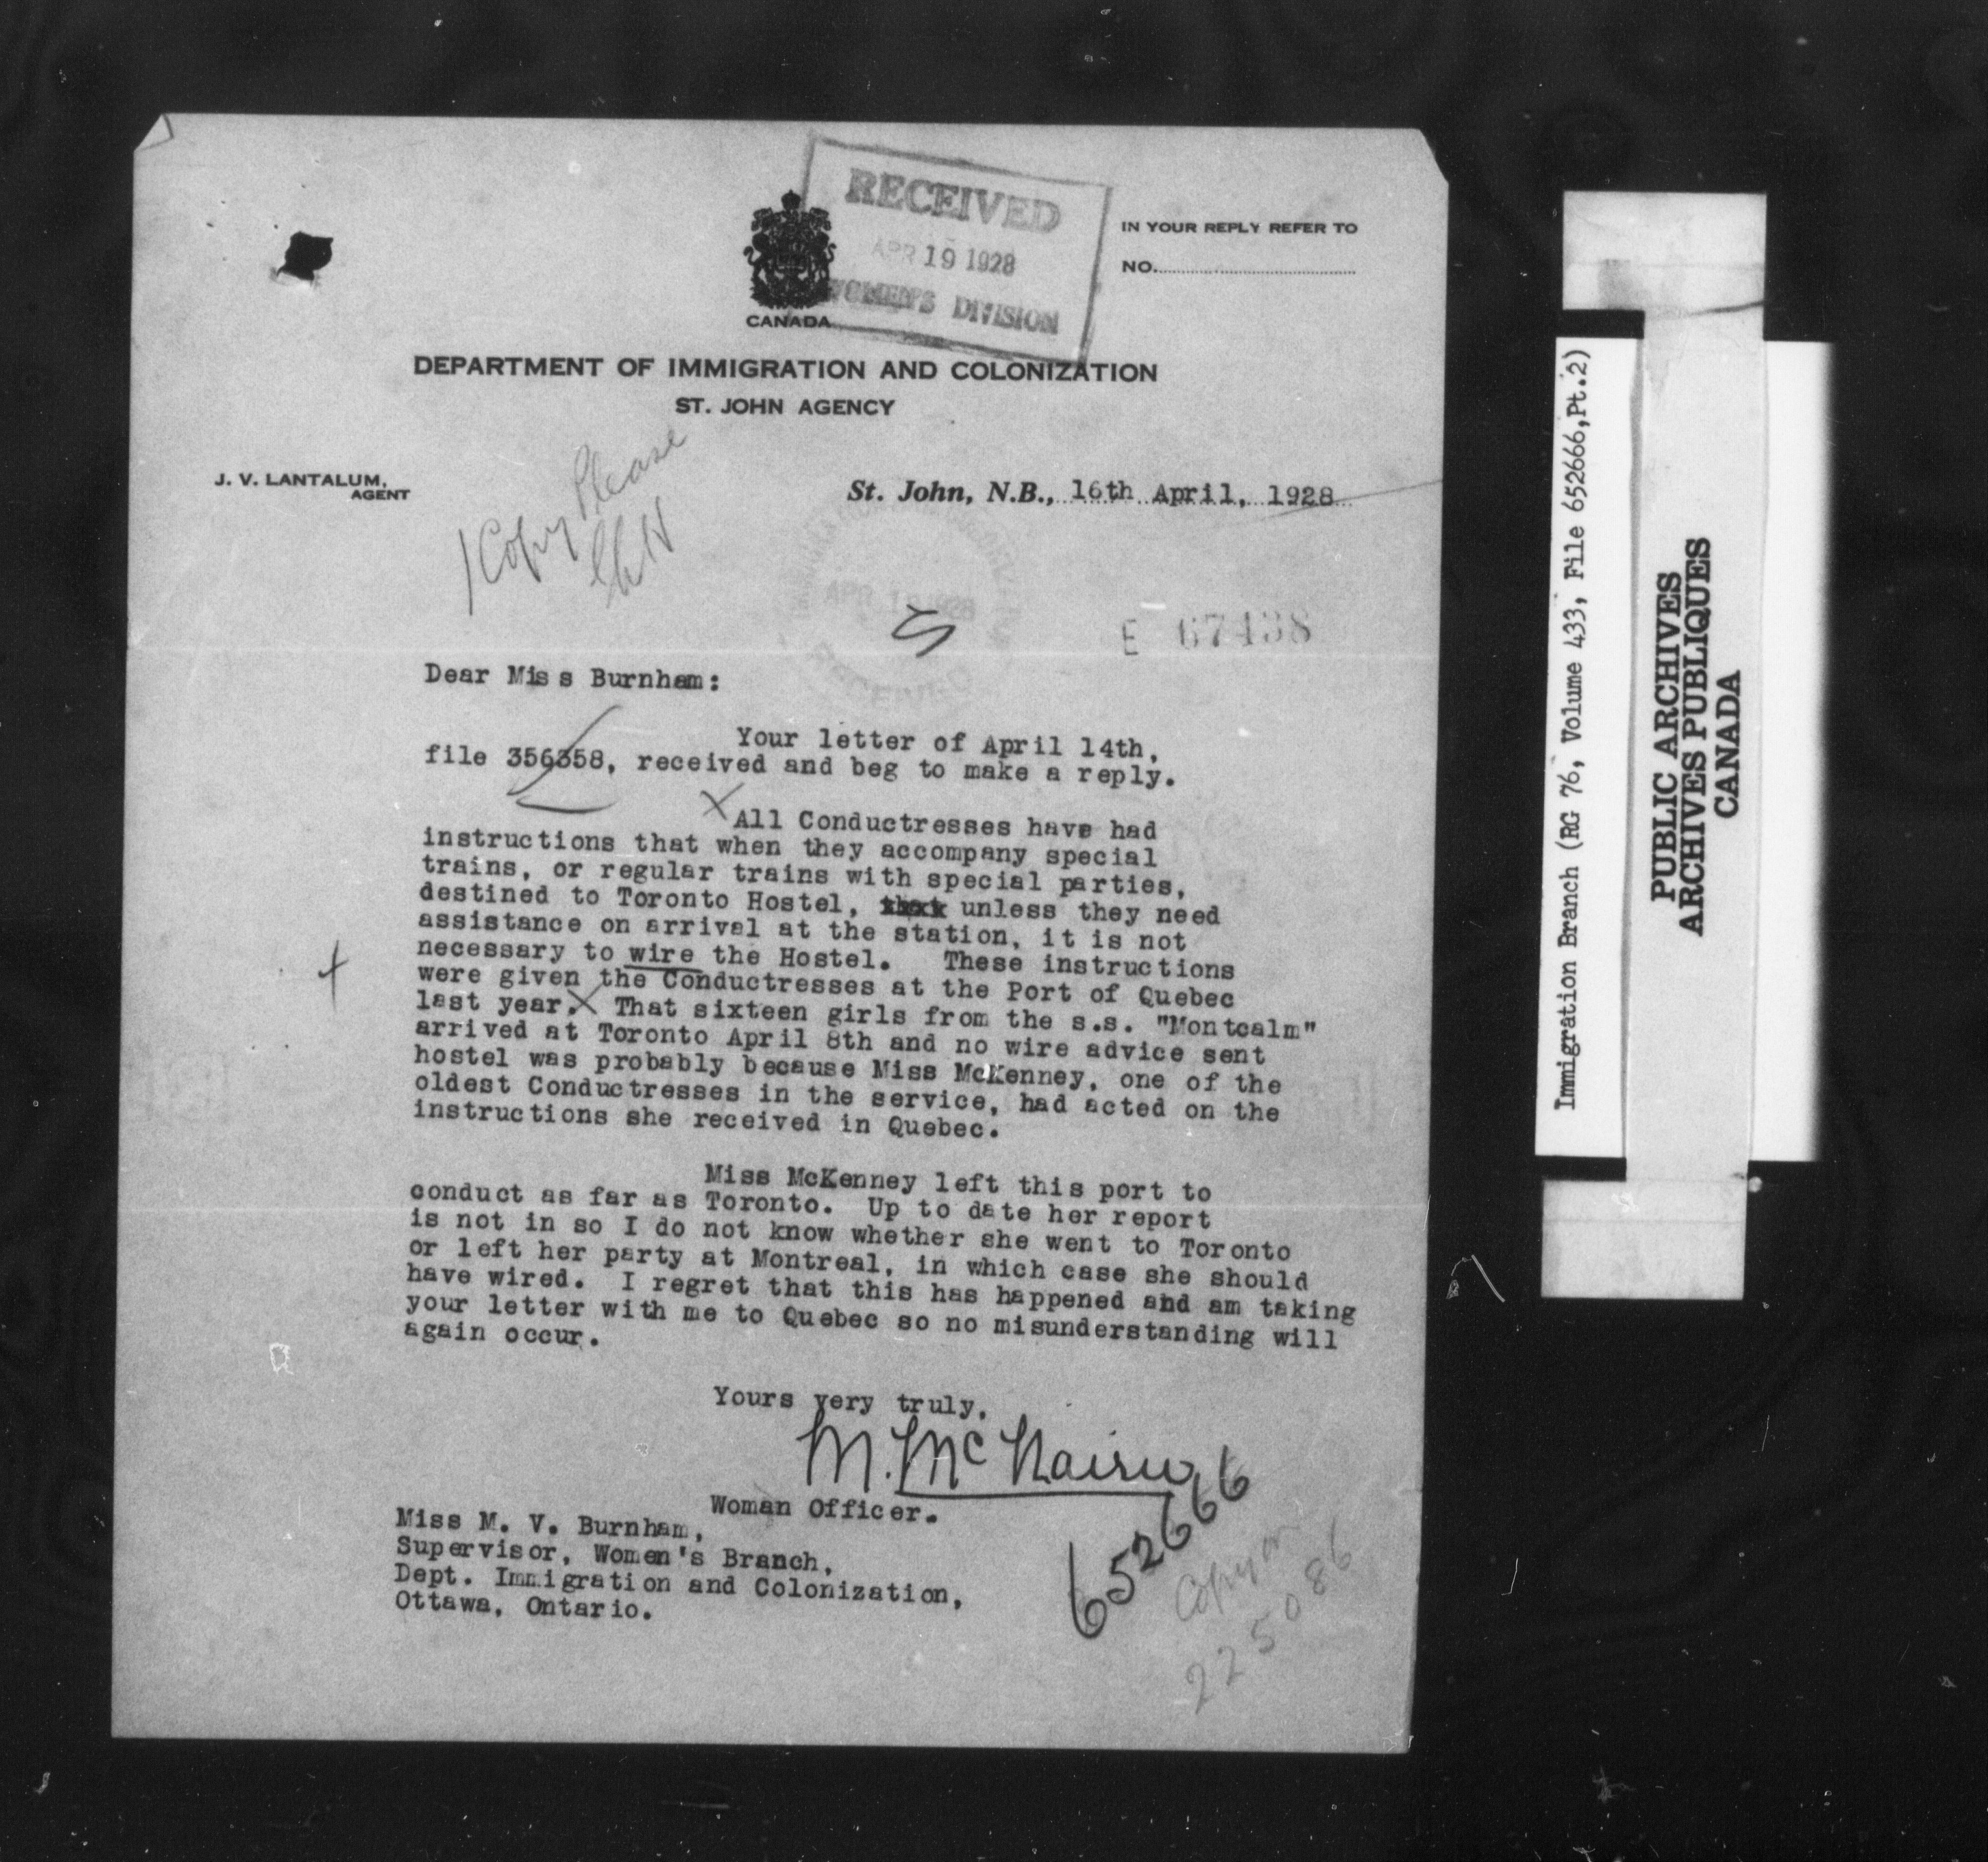 RECEIVED
APR 19 1928
WOMEN'S DIVISION
IN YOUR REPLY REFER TO
NO.
CANADA
DEPARTMENT OF IMMIGRATION AND COLONIZATION
ST. JOHN AGENCY
J. V. LANTALUM,
AGENT
1 Copy Please
St. John, N.B., 16th April, 1928
E 67438
Dear Miss Burnham:
Your letter of April 14th,
file 356358, received and beg to make a reply.
All Conductresses have had
instructions that when they accompany special
trains, or regular trains with special parties,
destined to Toronto Hostel, unless they need
assistance on arrival at the station, it is not
necessary to wire the Hostel. These instructions
were given the Conductresses at the Port of Quebec
last year. X That sixteen girls from the s.s. "Montcalm"
arrived at Toronto April 8th and no wire advice sent
hostel was probably because Miss McKenney, one of the
oldest Conductresses in the service, had acted on the
instructions she received in Quebec.
Miss McKenney left this port to
conduct as far as Toronto. Up to date her report
is not in so I do not know whether she went to Toronto
or left her party at Montreal, in which case she should
have wired. I regret that this has happened and am taking
your letter with me to Quebec so no misunderstanding will
again occur.
Yours very truly,
M. McNairn
Woman Officer.
Miss M. V. Burnham,
Supervisor, Women's Branch,
Dept. Immigration and Colonization,
Ottawa, Ontario.
652666
Copy on
225086
Immigration Branch (RG 76, Volume 433, File 652666,Pt.2)
PUBLIC ARCHIVES
ARCHIVES PUBLIQUES
CANADA